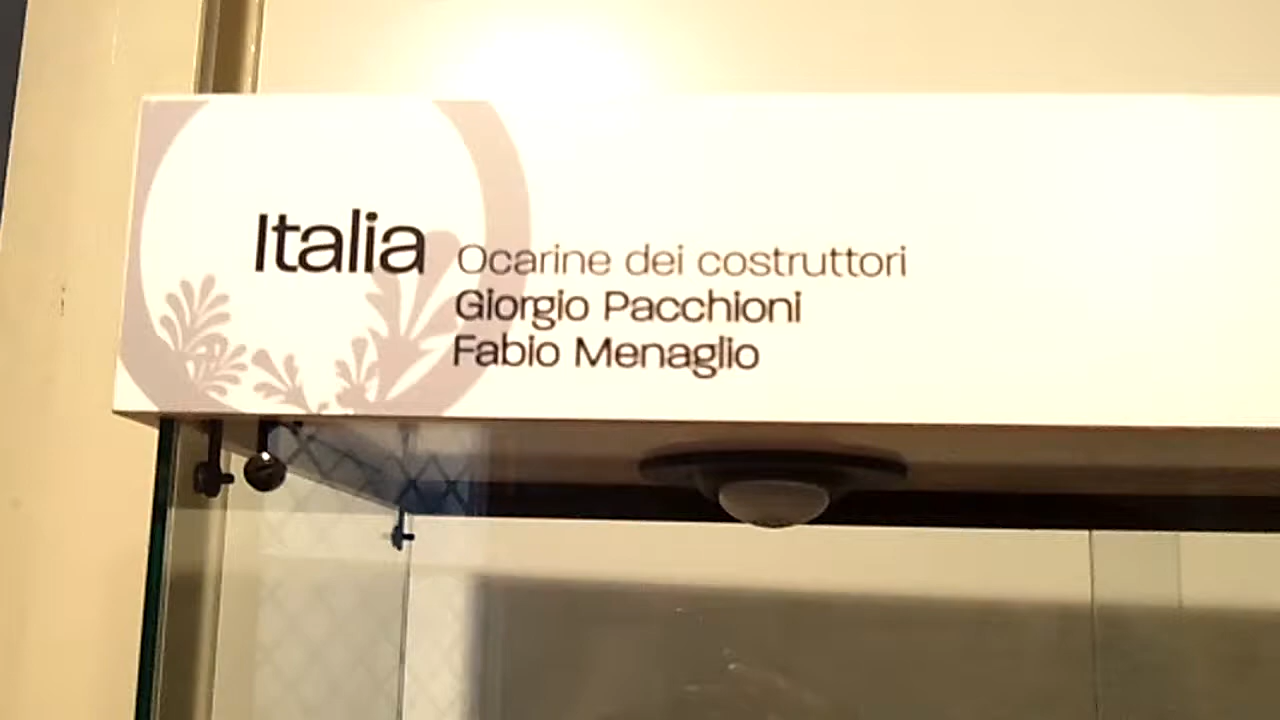 Italia Ocarine dei costruttori
Giorgio Pacchioni
Fabio Menaglio